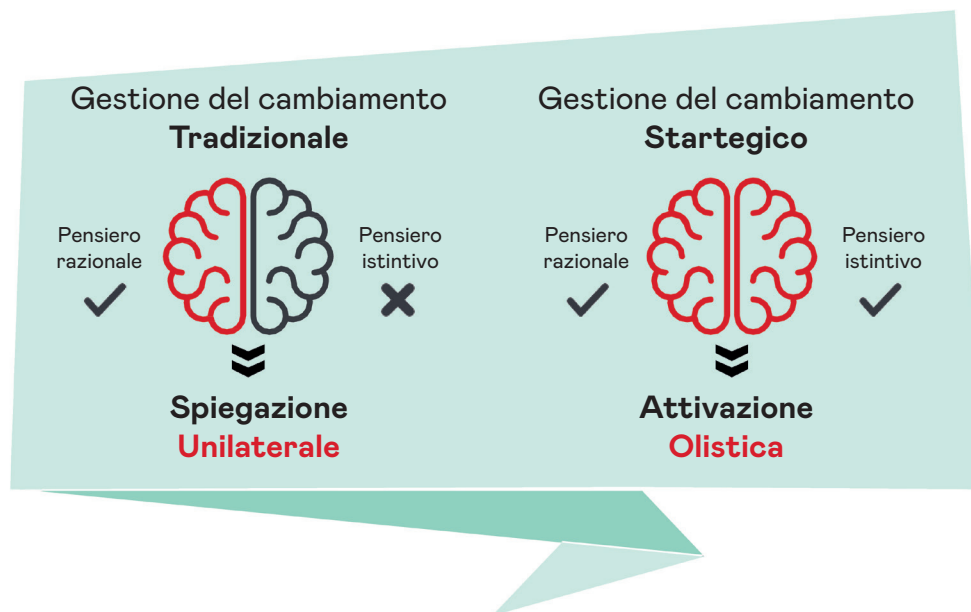 Gestione del cambiamento
Tradizionale
Pensiero
razionale
Pensiero
istintivo
Spiegazione
Unilaterale
Gestione del cambiamento
Startegico
Pensiero
razionale
Pensiero
istintivo
Attivazione
Olistica